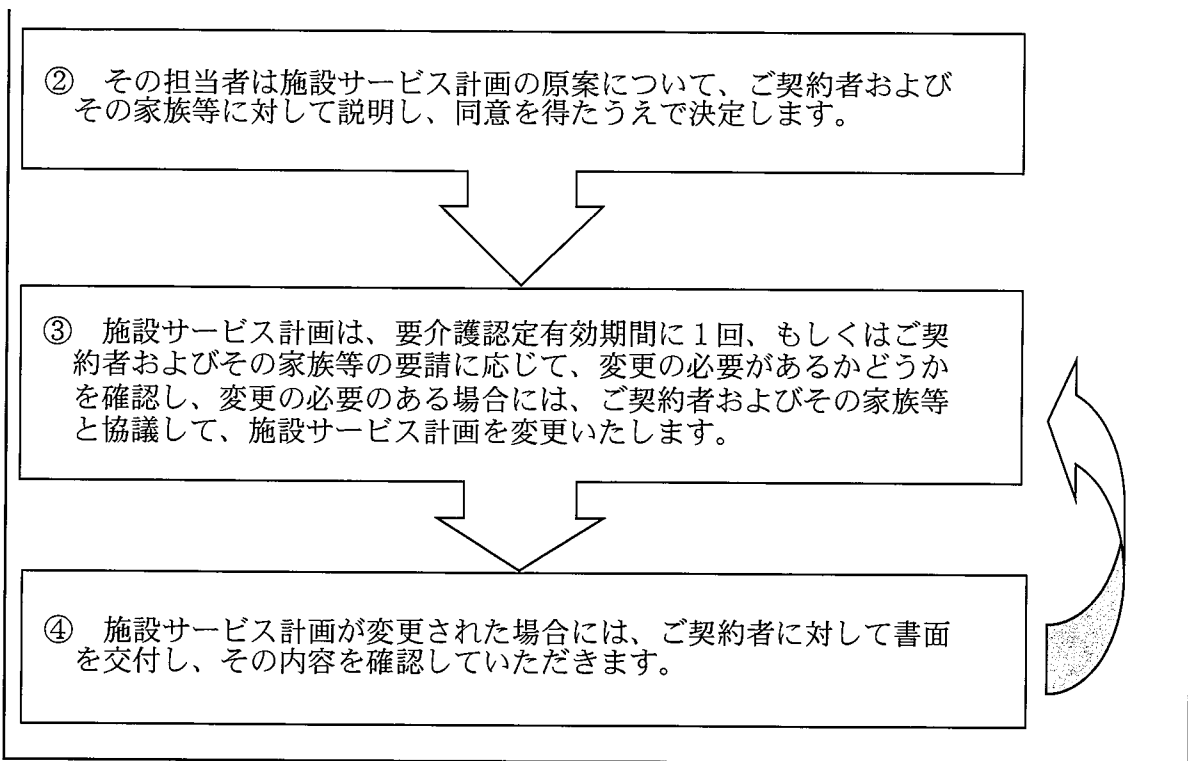 ② その担当者は施設サービス計画の原案について、ご契約者および
その家族等に対して説明し、同意を得たうえで決定します。
③ 施設サービス計画は、要介護認定有効期間に１回、もしくはご契
約者およびその家族等の要請に応じて、変更の必要があるかどうか
を確認し、変更の必要のある場合には、ご契約者およびその家族等
と協議して、施設サービス計画を変更いたします。
④ 施設サービス計画が変更された場合には、ご契約者に対して書面
を交付し、その内容を確認していただきます。